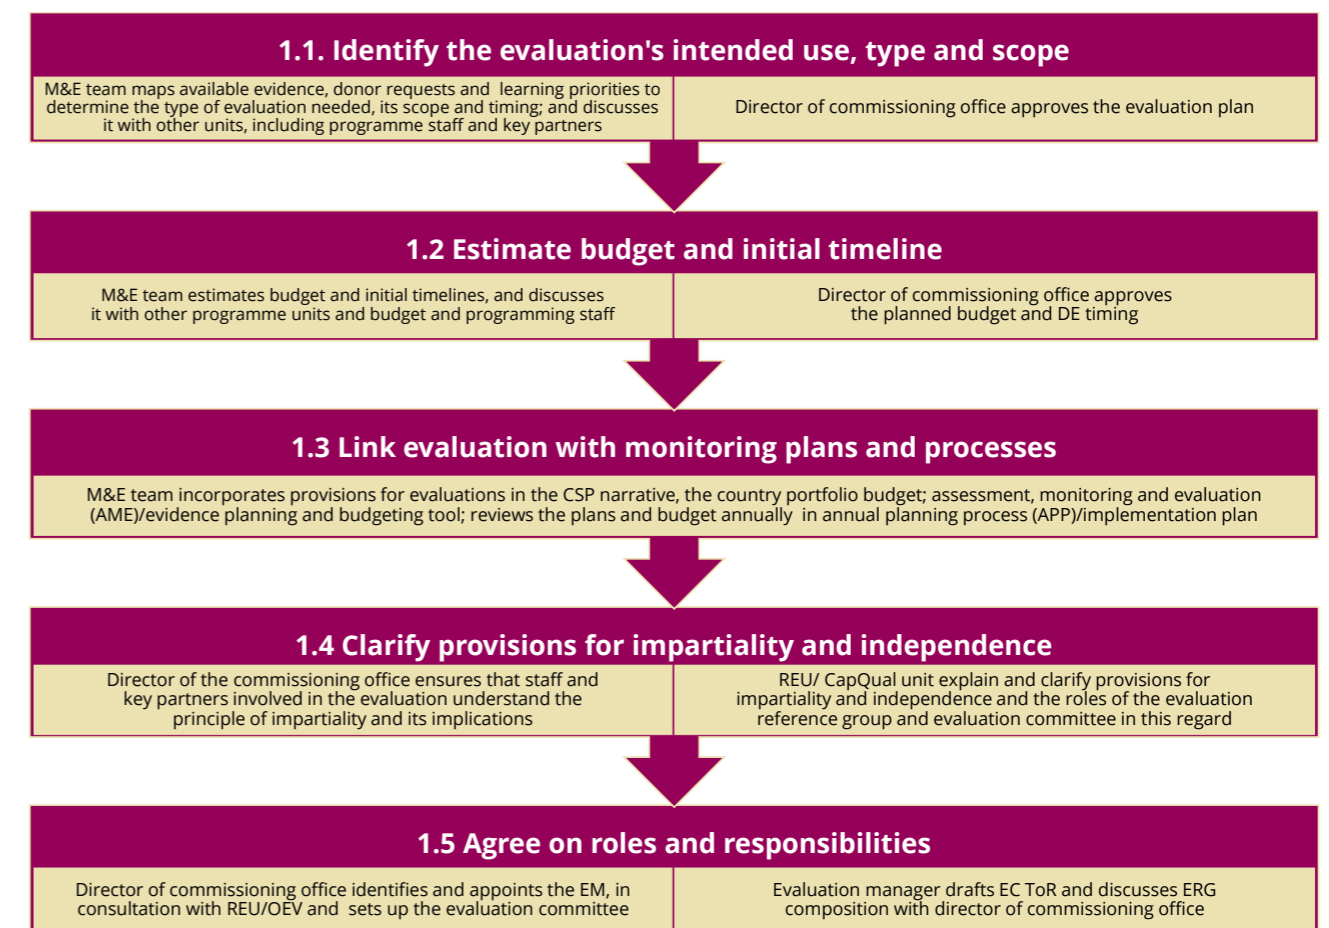 1.1. Identify the evaluation's intended use, type and scope
M&E team maps available evidence, donor requests and learning priorities to
determine the type of evaluation needed, its scope and timing; and discusses
it with other units, including programme staff and key partners
Director of commissioning office approves the evaluation plan
1.2 Estimate budget and initial timeline
M&E team estimates budget and initial timelines, and discusses
it with other programme units and budget and programming staff
Director of commissioning office approves
the planned budget and DE timing
1.3 Link evaluation with monitoring plans and processes
M&E team incorporates provisions for evaluations in the CSP narrative, the country portfolio budget; assessment, monitoring and evaluation
(AME)/evidence planning and budgeting tool; reviews the plans and budget annually in annual planning process (APP)/implementation plan
1.4 Clarify provisions for impartiality and independence
Director of the commissioning office ensures that staff and
key partners involved in the evaluation understand the
principle of impartiality and its implications
REU/ CapQual unit explain and clarify provisions for
impartiality and independence and the roles of the evaluation
reference group and evaluation committee in this regard
1.5 Agree on roles and responsibilities
Director of commissioning office identifies and appoints the EM, in
consultation with REU/OEV and sets up the evaluation committee
Evaluation manager drafts EC ToR and discusses ERG
composition with director of commissioning office